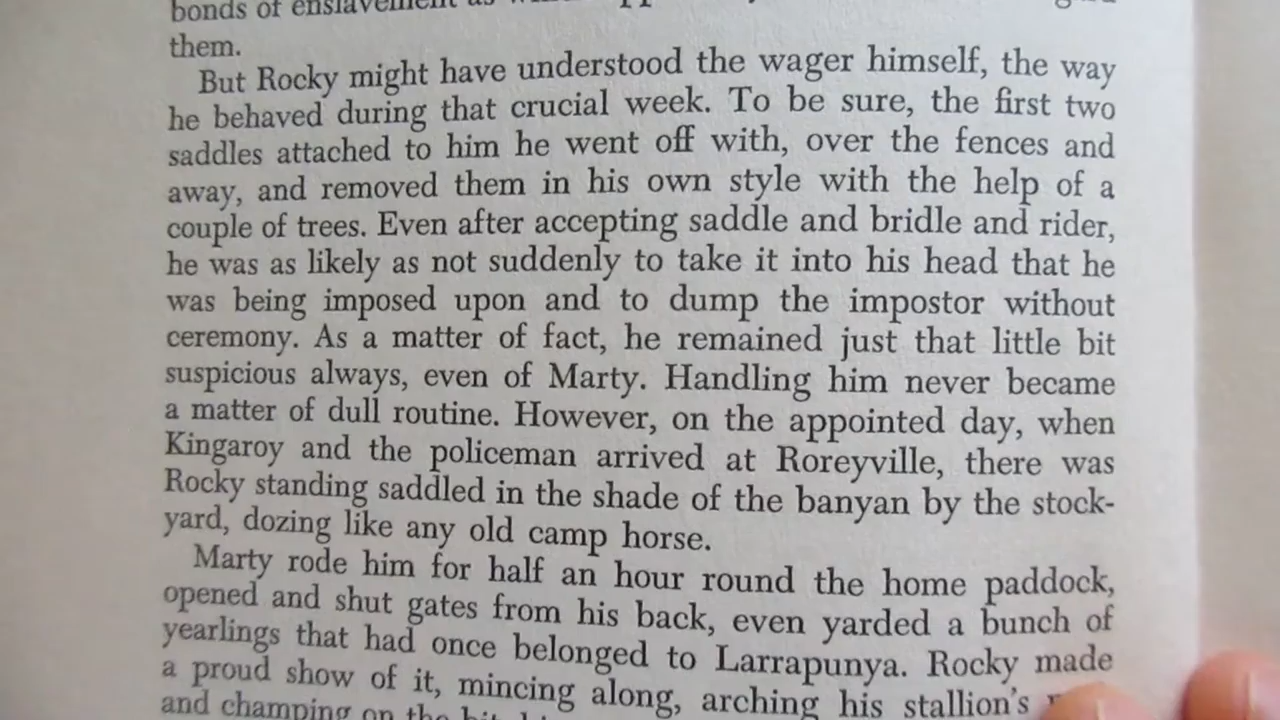 bonds of enslavement as
them.
But Rocky might have understood the wager himself, the way
he behaved during that crucial week. To be sure, the first two
saddles attached to him he went off with, over the fences and
away, and removed them in his own style with the help of a
couple of trees. Even after accepting saddle and bridle and rider,
he was as likely as not suddenly to take it into his head that he
was being imposed upon and to dump the impostor without
ceremony. As a matter of fact, he remained just that little bit
suspicious always, even of Marty. Handling him never became
a matter of dull routine. However, on the appointed day, when
Kingaroy and the policeman arrived at Roreyville, there was
Rocky standing saddled in the shade of the banyan by the stock-
yard, dozing like any old camp horse.
Marty rode him for half an hour round the home paddock,
opened and shut gates from his back, even yarded a bunch of
yearlings that had once belonged to Larrapunya. Rocky made
a proud show of it, mincing along, arching his stallion's
and champing on the bit